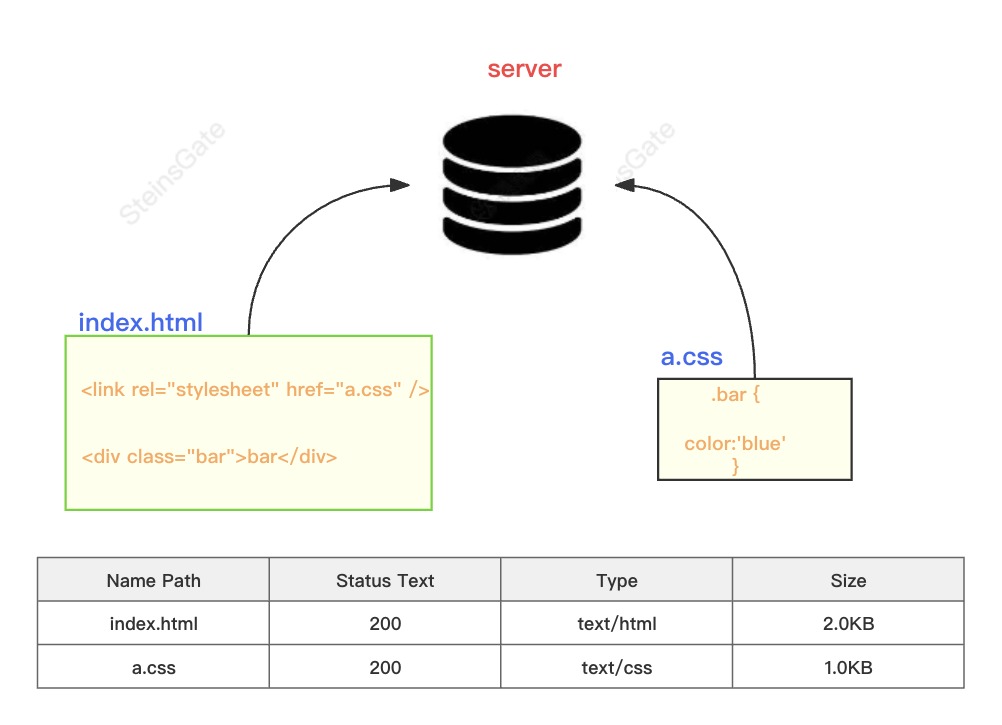 server
SteinsGate
index.html
<link rel="stylesheet" href="a.css" />
<div class="bar">bar</div>
a.css
.bar {
color:'blue'
}
Name Path Status Text Type Size
index.html 200 text/html 2.0KB
a.css 200 text/css 1.0KB